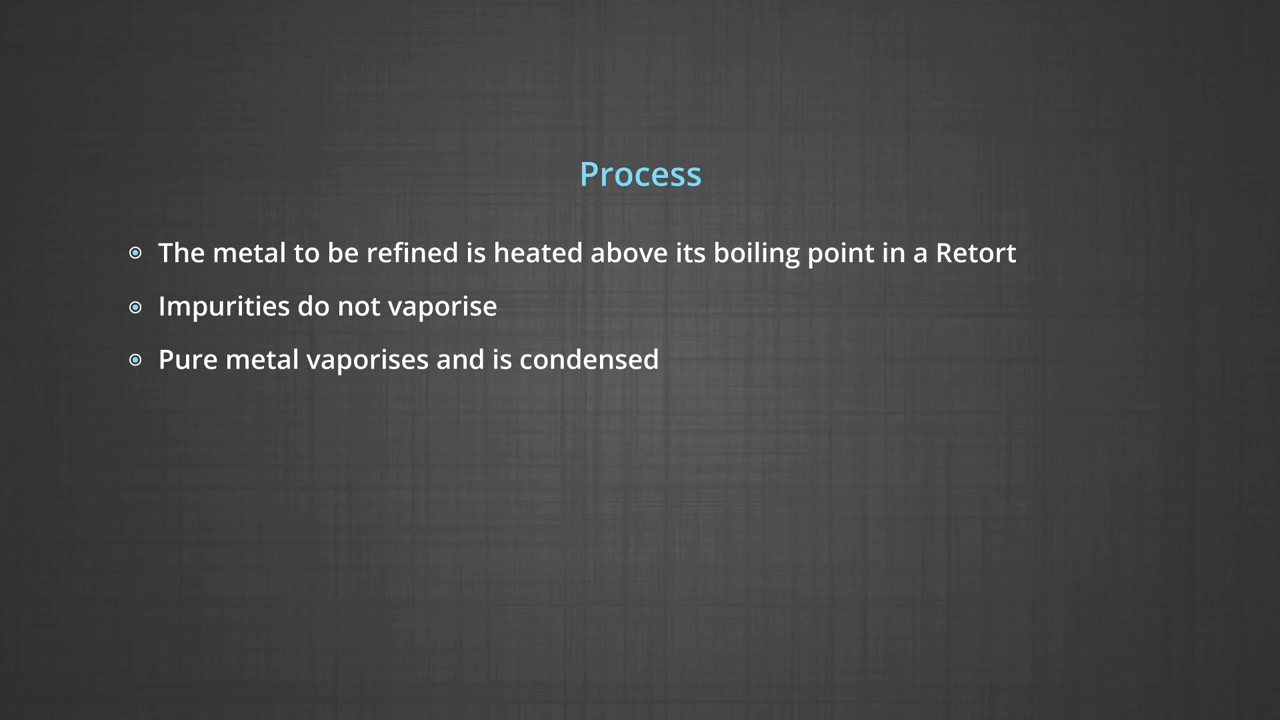 Process
The metal to be refined is heated above its boiling point in a Retort
Impurities do not vaporise
Pure metal vaporises and is condensed